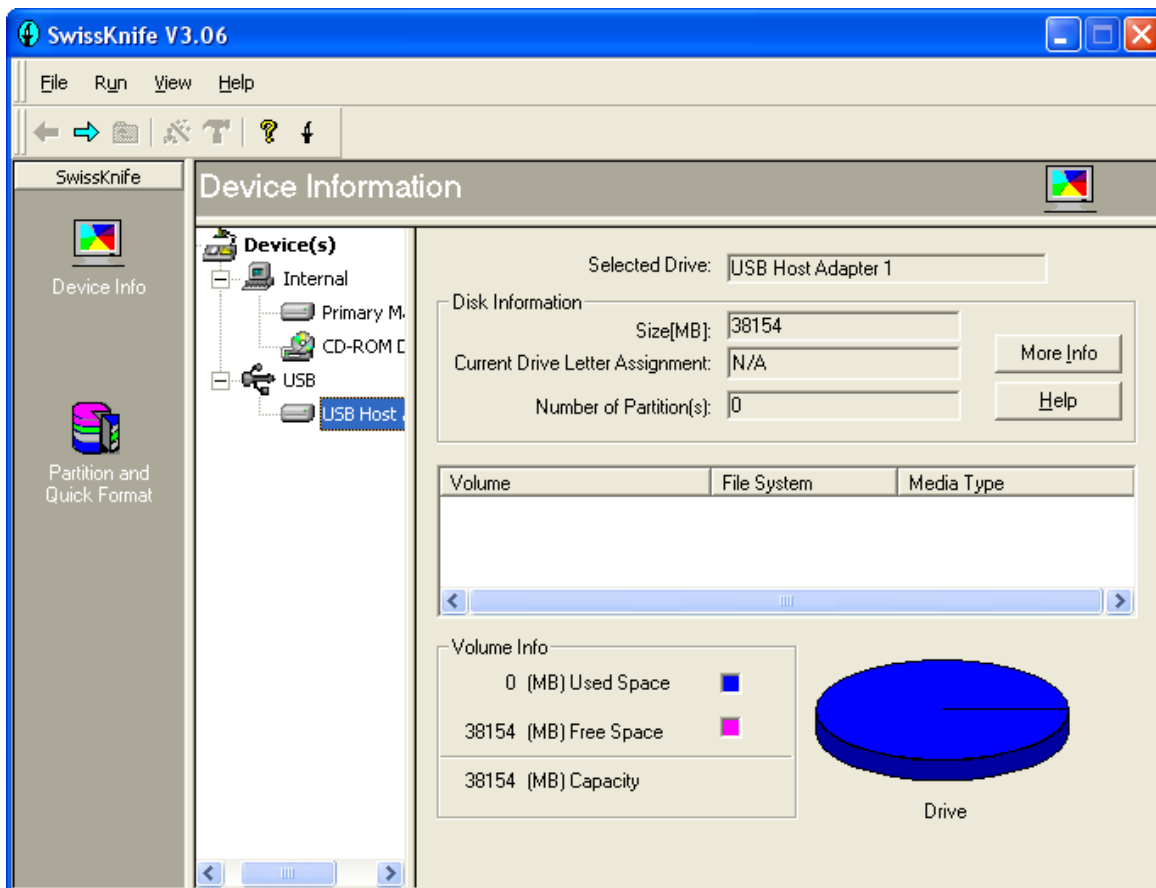 SwissKnife V3.06
File Run View Help
SwissKnife
Device Info
Partition and
Quick Format
Device Information
Device(s)
Internal
Primary M
CD-ROM D
USB
USB Host
Selected Drive: USB Host Adapter 1
Disk Information
Size[MB]: 38154
Current Drive Letter Assignment: N/A
Number of Partition(s): 0
More Info
Help
Volume File System Media Type
Volume Info
0 (MB) Used Space
38154 (MB) Free Space
38154 (MB) Capacity
Drive